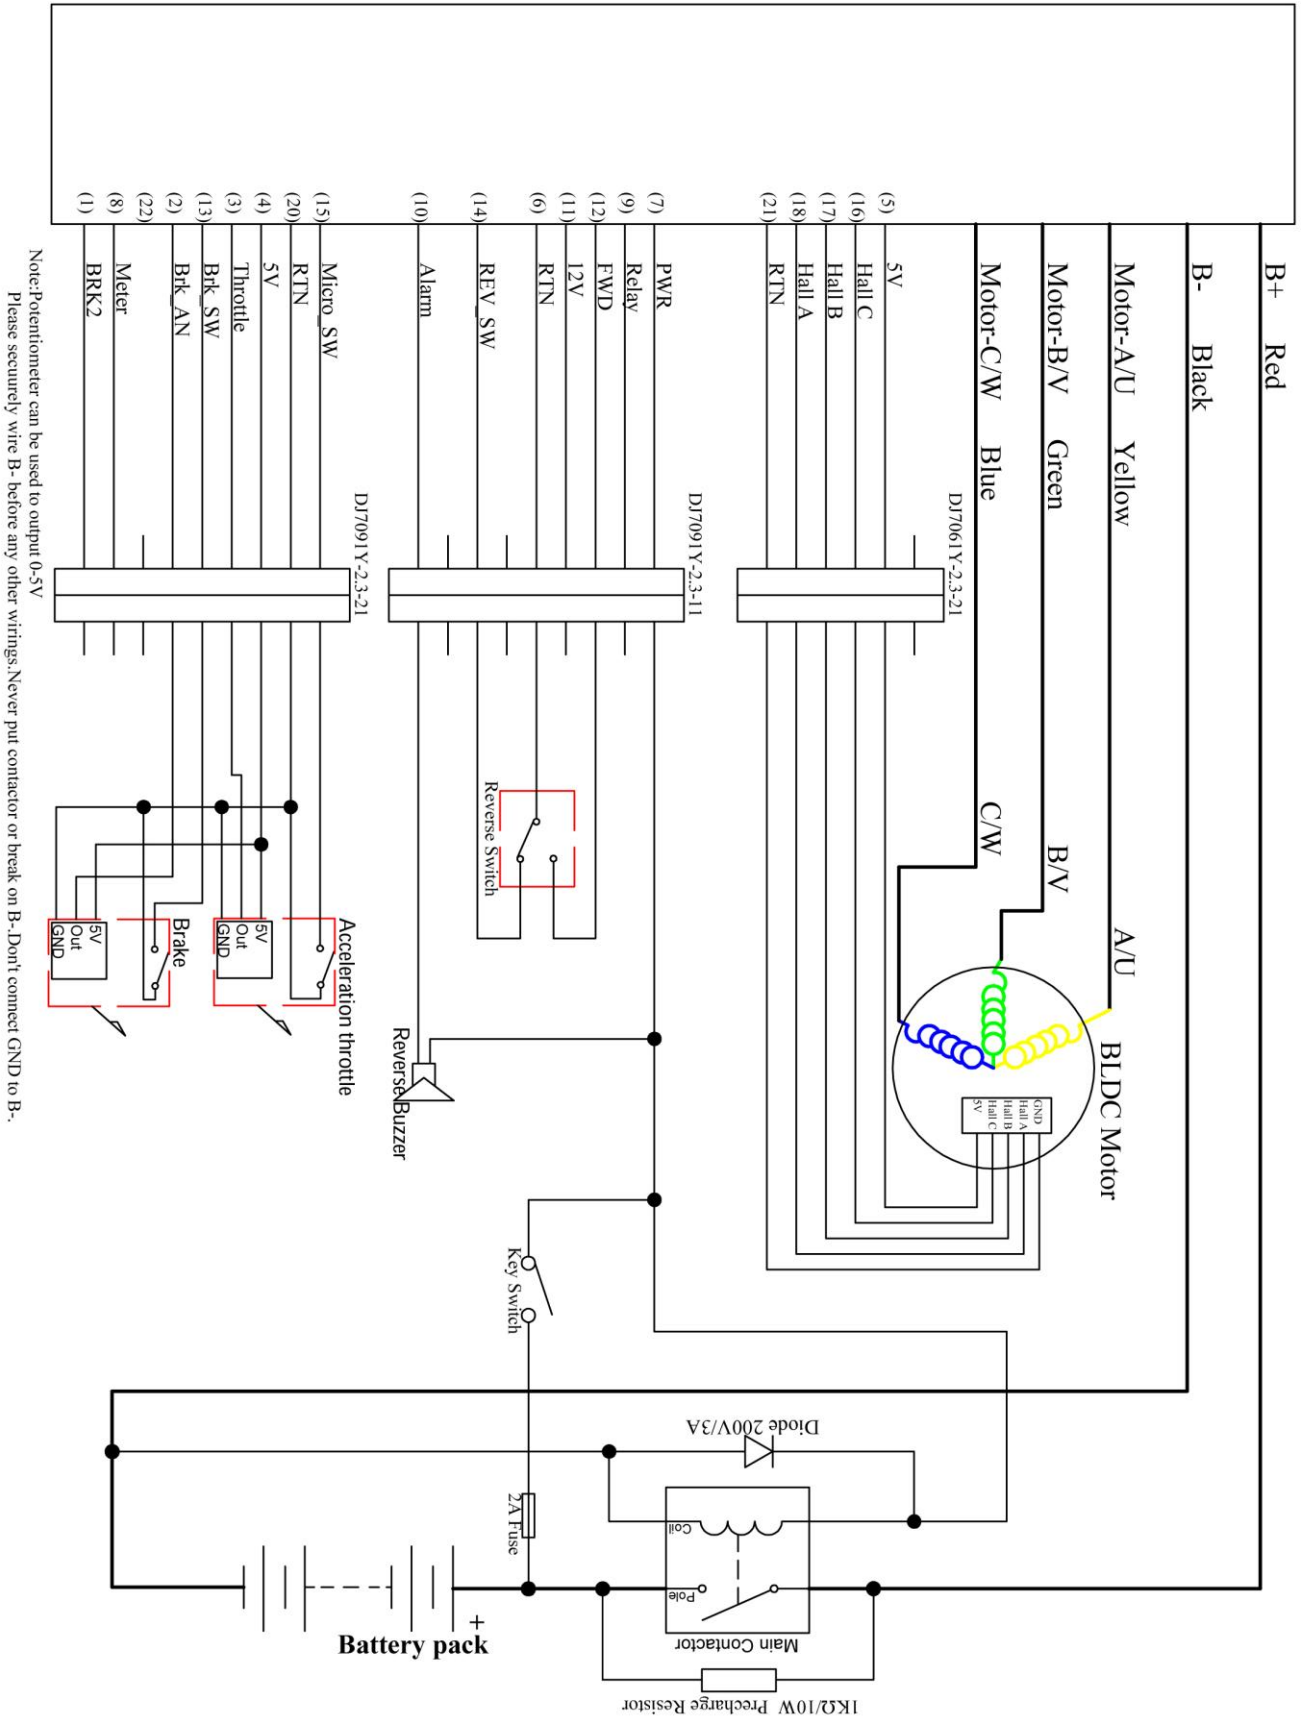 B+ Red
B- Black
Motor-A/U Yellow
Motor-B/V Green
Motor-C/W Blue
A/U
B/V
C/W
BLDC Motor
GND
Hall A
Hall B
Hall C
5V
DJ7061Y-2.3-21
(5) 5V
(16) Hall C
(17) Hall B
(18) Hall A
(21) RTN
DJ7091Y-2.3-11
(7) PWR
(9) Relay
(12) FWD
(11) 12V
(6) RTN
(14) REV_SW
(10) Alarm
Reverse Switch
Reverse Buzzer
Key Switch
2A Fuse
DJ7091Y-2.3-21
(15) Micro_SW
(20) RTN
(4) 5V
(3) Throttle
(13) Brk_SW
(2) Brk_AN
(22)
(8) Meter
(1) BRK2
Acceleration throttle
5V
Out
GND
Brake
5V
Out
GND
Diode 200V/3A
Coil
Pole
Main Contactor
1KΩ/10W Precharge Resistor
+
Battery pack
Note:Potentiometer can be used to output 0-5V
Please secuurely wire B- before any other wirings.Never put contactor or break on B-.Don't connect GND to B-.